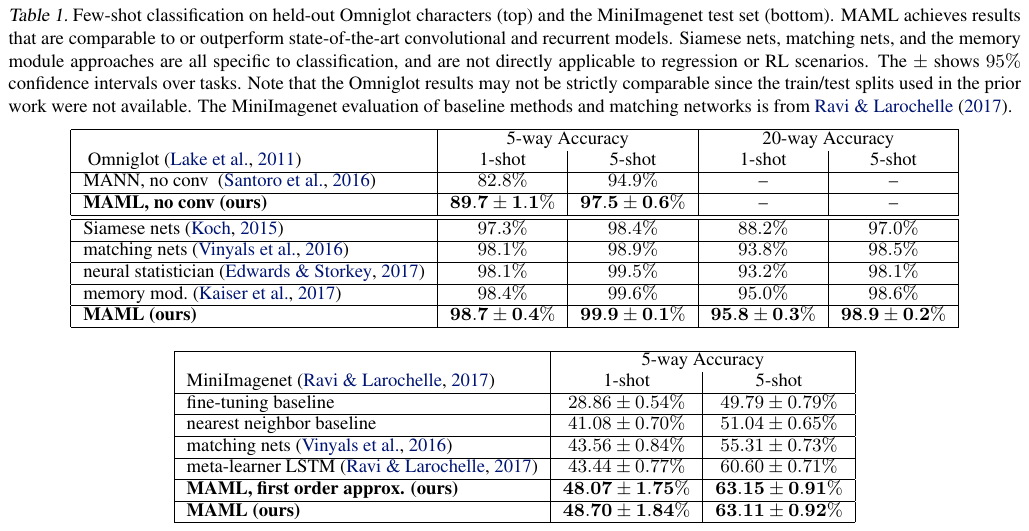 Table 1. Few-shot classification on held-out Omniglot characters (top) and the MiniImagenet test set (bottom). MAML achieves results
that are comparable to or outperform state-of-the-art convolutional and recurrent models. Siamese nets, matching nets, and the memory
module approaches are all specific to classification, and are not directly applicable to regression or RL scenarios. The ± shows 95%
confidence intervals over tasks. Note that the Omniglot results may not be strictly comparable since the train/test splits used in the prior
work were not available. The MiniImagenet evaluation of baseline methods and matching networks is from Ravi & Larochelle (2017).
5-way Accuracy 20-way Accuracy
Omniglot (Lake et al., 2011) 1-shot 5-shot 1-shot 5-shot
MANN, no conv (Santoro et al., 2016) 82.8% 94.9% – –
MAML, no conv (ours) 89.7 ± 1.1% 97.5 ± 0.6% – –
Siamese nets (Koch, 2015) 97.3% 98.4% 88.2% 97.0%
matching nets (Vinyals et al., 2016) 98.1% 98.9% 93.8% 98.5%
neural statistician (Edwards & Storkey, 2017) 98.1% 99.5% 93.2% 98.1%
memory mod. (Kaiser et al., 2017) 98.4% 99.6% 95.0% 98.6%
MAML (ours) 98.7 ± 0.4% 99.9 ± 0.1% 95.8 ± 0.3% 98.9 ± 0.2%
5-way Accuracy
MiniImagenet (Ravi & Larochelle, 2017) 1-shot 5-shot
fine-tuning baseline 28.86 ± 0.54% 49.79 ± 0.79%
nearest neighbor baseline 41.08 ± 0.70% 51.04 ± 0.65%
matching nets (Vinyals et al., 2016) 43.56 ± 0.84% 55.31 ± 0.73%
meta-learner LSTM (Ravi & Larochelle, 2017) 43.44 ± 0.77% 60.60 ± 0.71%
MAML, first order approx. (ours) 48.07 ± 1.75% 63.15 ± 0.91%
MAML (ours) 48.70 ± 1.84% 63.11 ± 0.92%